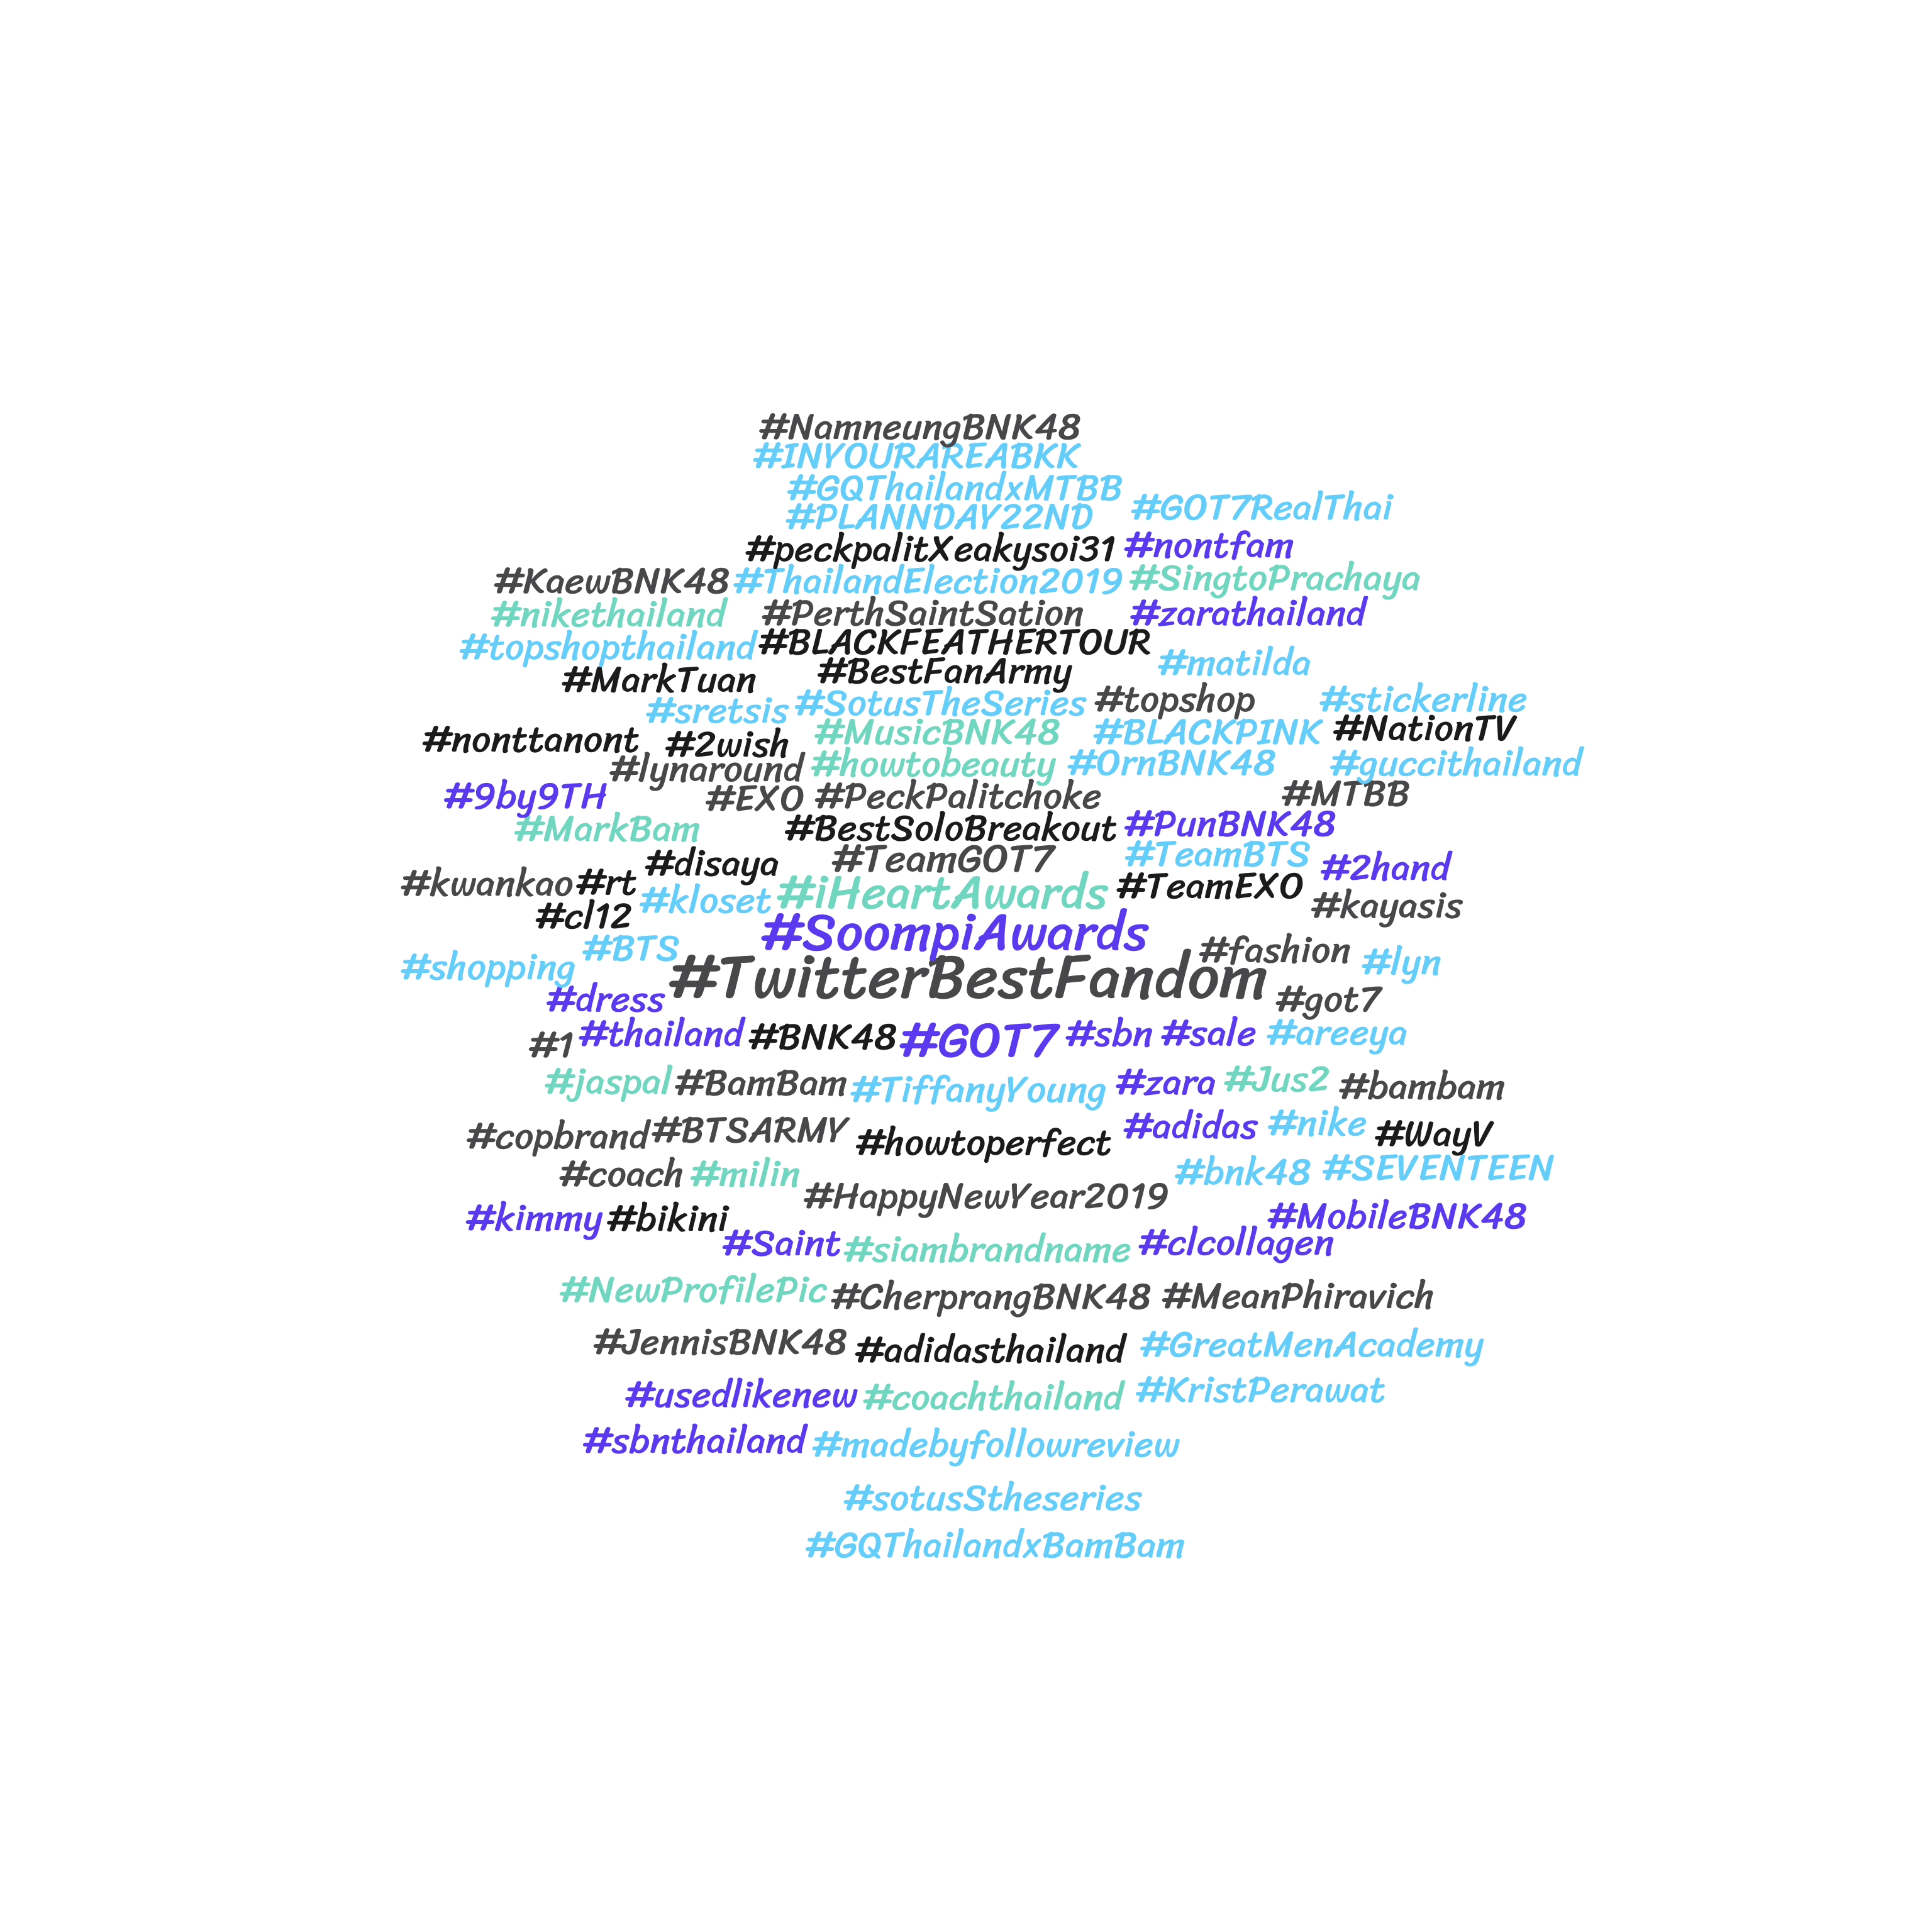 #NamneungBNK48
#INYOURAREABKK
#GQThailandxMTBB
#PLANNDAY22ND #GOT7RealThai
#peckpalitXeakysoi31 #nontfam
#KaewBNK48 #ThailandElection2019 #SingtoPrachaya
#nikethailand #PerthSaintSation #zarathailand
#topshopthailand #BLACKFEATHERTOUR
#MarkTuan #BestFanArmy #matilda
#sretsis #SotusTheSeries #topshop #stickerline
#nonttanont #2wish #MusicBNK48 #BLACKPINK #NationTV
#lynaround #howtobeauty #OrnBNK48 #guccithailand
#9by9TH #EXO #PeckPalitchoke #MTBB
#MarkBam #BestSoloBreakout #PunBNK48
#disaya #TeamGOT7 #TeamBTS #2hand
#kwankao #rt #kloset #iHeartAwards #TeamEXO #kayasis
#cl12 #SoompiAwards
#BTS #fashion
#shopping #TwitterBestFandom #lyn
#dress #got7
#1 #thailand #BNK48 #GOT7 #sbn #sale #areeya
#jaspal #BamBam #TiffanyYoung #zara #Jus2 #bambam
#copbrand #BTSARMY #howtoperfect #adidas #nike #WayV
#coach #milin #bnk48 #SEVENTEEN
#HappyNewYear2019
#kimmy #bikini #MobileBNK48
#Saint #siambrandname #clcollagen
#NewProfilePic #CherprangBNK48 #MeanPhiravich
#JennisBNK48 #adidasthailand #GreatMenAcademy
#usedlikenew #coachthailand #KristPerawat
#sbnthailand #madebyfollowreview
#sotusStheseries
#GQThailandxBamBam